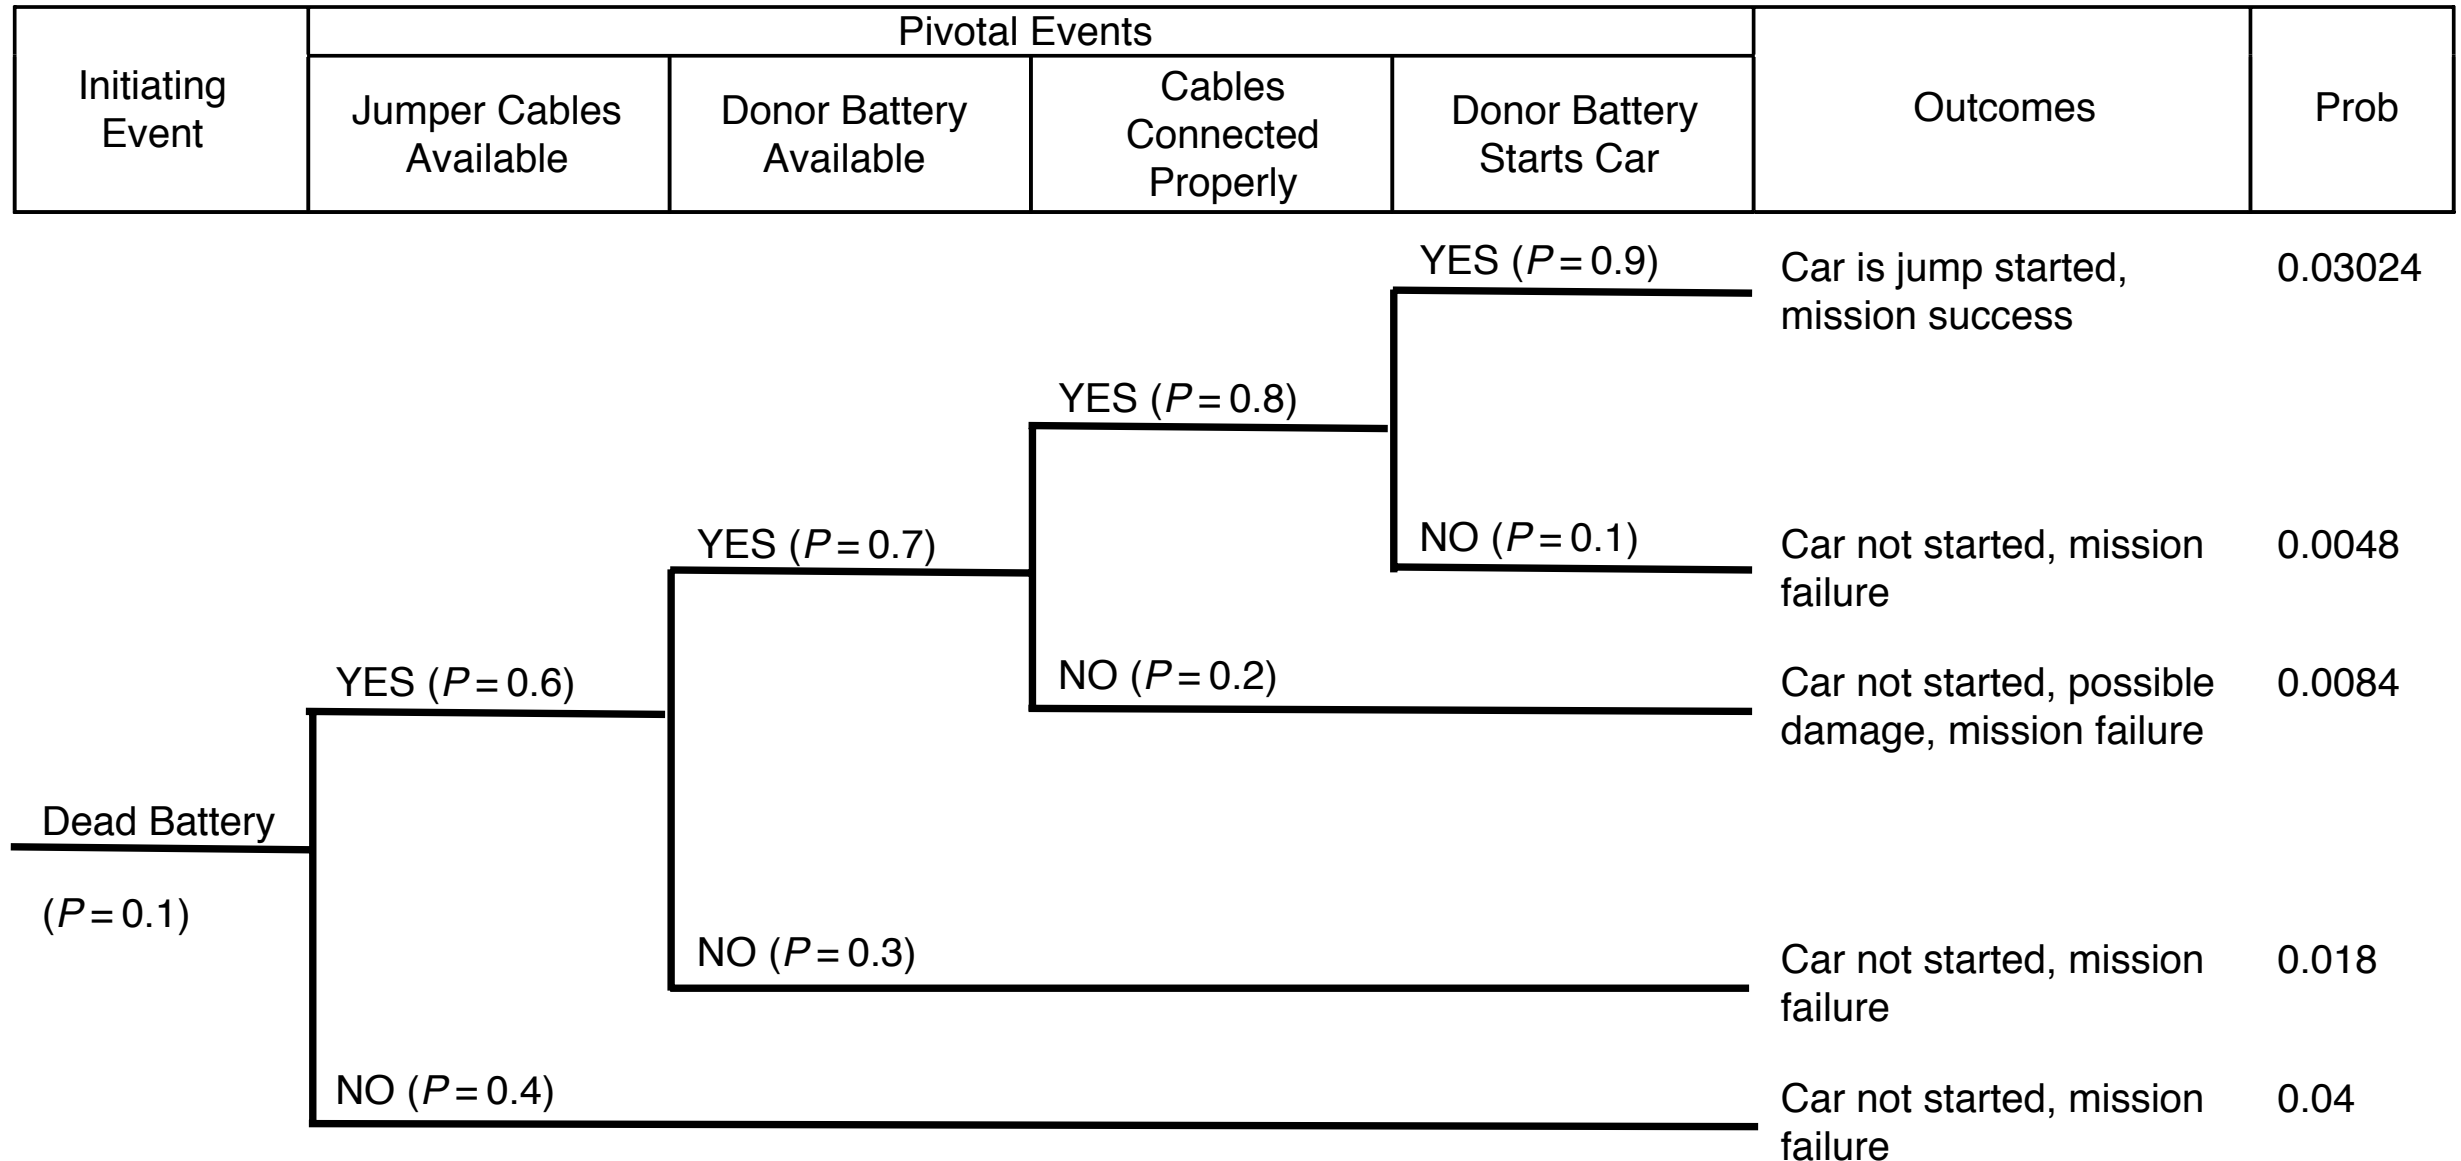 Pivotal Events
Initiating
Event
Jumper Cables
Available
Donor Battery
Available
Cables
Connected
Properly
Donor Battery
Starts Car
Outcomes
Prob
YES (P = 0.9)
Car is jump started,
mission success
0.03024
YES (P = 0.8)
YES (P = 0.7)
NO (P = 0.1)
Car not started, mission
failure
0.0048
YES (P = 0.6)
NO (P = 0.2)
Car not started, possible
damage, mission failure
0.0084
Dead Battery
(P = 0.1)
NO (P = 0.3)
Car not started, mission
failure
0.018
NO (P = 0.4)
Car not started, mission
failure
0.04